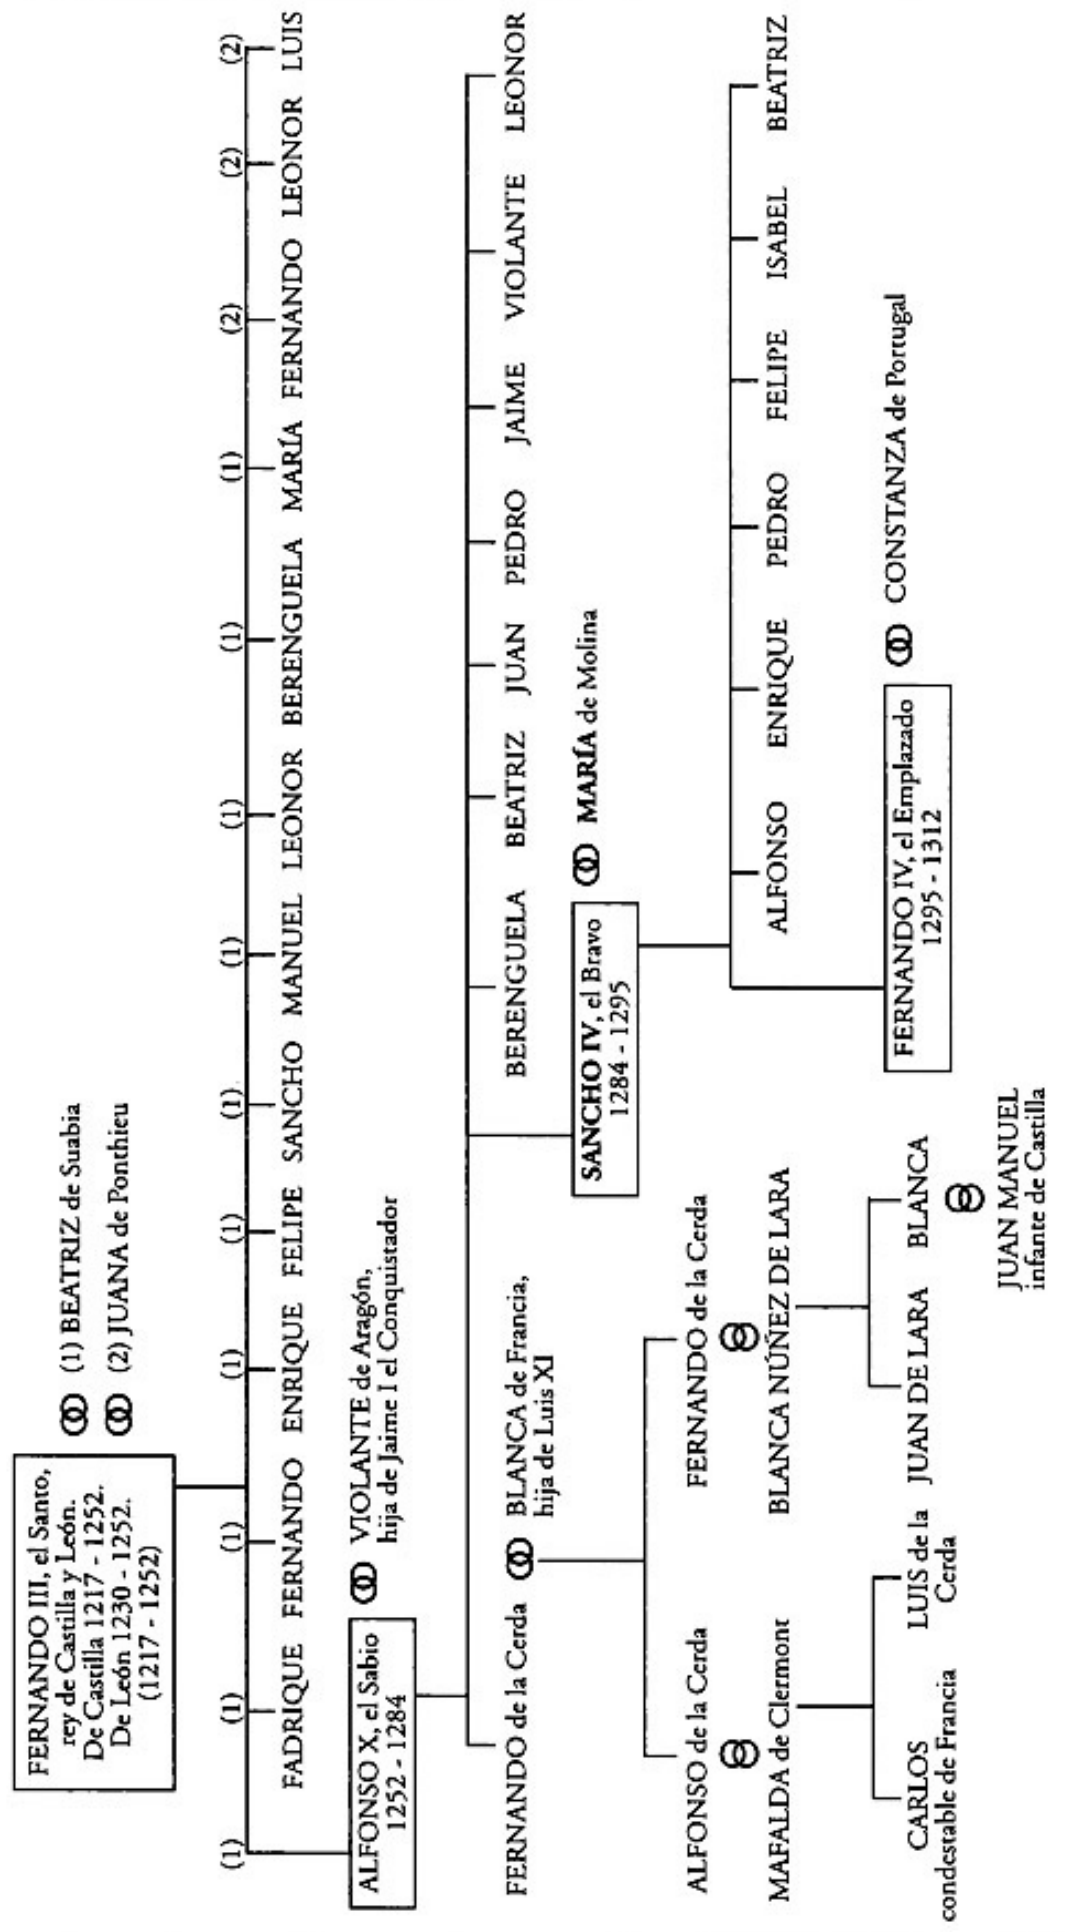 FERNANDO III, el Santo,
rey de Castilla y León.
De Castilla 1217 - 1252.
De León 1230 - 1252.
(1217 - 1252)
(1) BEATRIZ de Suabia
(2) JUANA de Ponthieu
(1) (1) (1) (1) (1) (1) (1) (1) (1) (1) (2) (2) (2)
FADRIQUE FERNANDO ENRIQUE FELIPE SANCHO MANUEL LEONOR BERENGUELA MARÍA FERNANDO LEONOR LUIS
ALFONSO X, el Sabio
1252 - 1284
VIOLANTE de Aragón,
hija de Jaime I el Conquistador
FERNANDO de la Cerda
BLANCA de Francia,
hija de Luis XI
BERENGUELA BEATRIZ JUAN PEDRO JAIME VIOLANTE LEONOR
SANCHO IV, el Bravo
1284 - 1295
MARÍA de Molina
ALFONSO de la Cerda
MAFALDA de Clermont
FERNANDO de la Cerda
BLANCA NÚÑEZ DE LARA
ALFONSO ENRIQUE PEDRO FELIPE ISABEL BEATRIZ
CARLOS
condestable de Francia
LUIS de la
Cerda
JUAN DE LARA BLANCA
JUAN MANUEL
infante de Castilla
FERNANDO IV, el Emplazado
1295 - 1312
CONSTANZA de Portugal